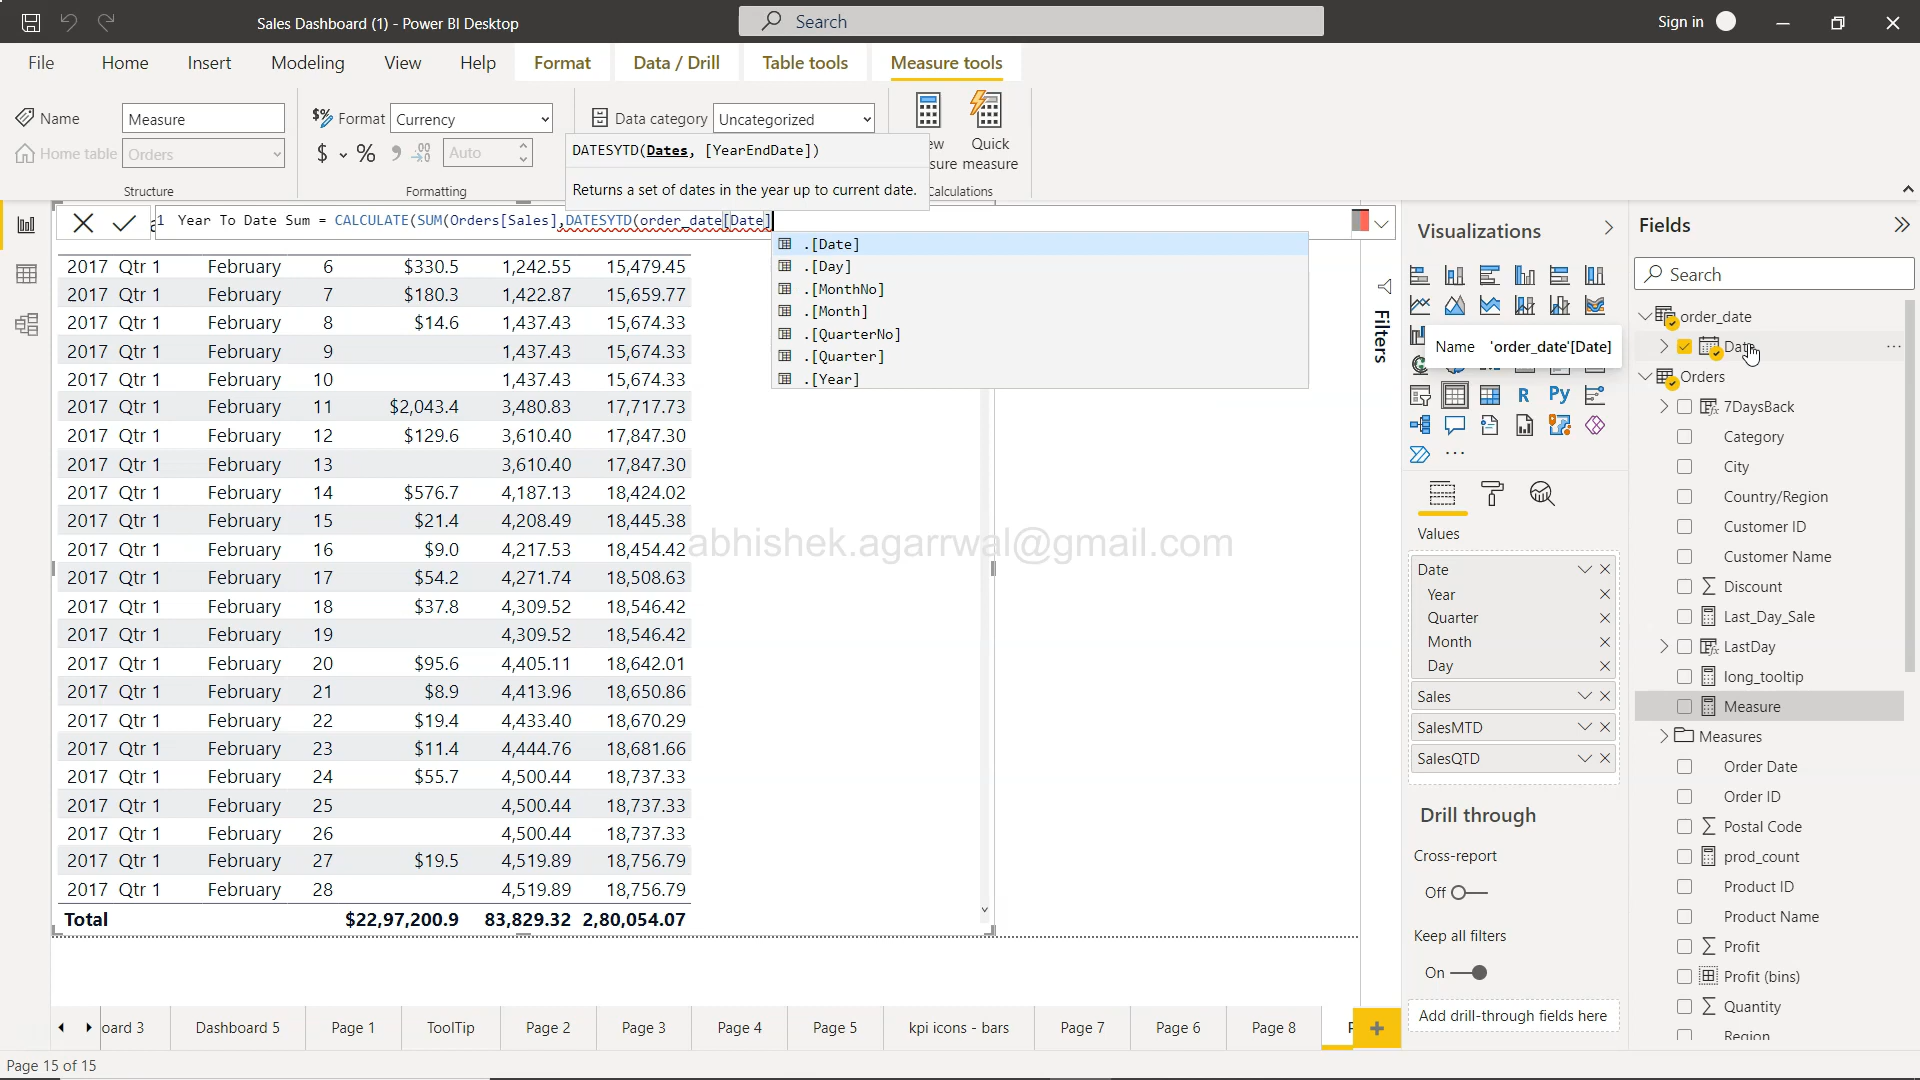 Sales Dashboard (1) - Power BI Desktop
Search
Sign in
File Home Insert Modeling View Help Format Data / Drill Table tools Measure tools
Name Measure
Format Currency
Data category Uncategorized
Home table Orders
$ % Auto
Quick
measure
DATESYTD(Dates, [YearEndDate])
Returns a set of dates in the year up to current date.
Structure
Formatting
Calculations
1 Year To Date Sum = CALCULATE(SUM(Orders[Sales],DATESYTD(order_date[Date]
.[Date]
.[Day]
.[MonthNo]
.[Month]
.[QuarterNo]
.[Quarter]
.[Year]
2017 Qtr 1 February 6 $330.5 1,242.55 15,479.45
2017 Qtr 1 February 7 $180.3 1,422.87 15,659.77
2017 Qtr 1 February 8 $14.6 1,437.43 15,674.33
2017 Qtr 1 February 9 1,437.43 15,674.33
2017 Qtr 1 February 10 1,437.43 15,674.33
2017 Qtr 1 February 11 $2,043.4 3,480.83 17,717.73
2017 Qtr 1 February 12 $129.6 3,610.40 17,847.30
2017 Qtr 1 February 13 3,610.40 17,847.30
2017 Qtr 1 February 14 $576.7 4,187.13 18,424.02
2017 Qtr 1 February 15 $21.4 4,208.49 18,445.38
2017 Qtr 1 February 16 $9.0 4,217.53 18,454.42
2017 Qtr 1 February 17 $54.2 4,271.74 18,508.63
2017 Qtr 1 February 18 $37.8 4,309.52 18,546.42
2017 Qtr 1 February 19 4,309.52 18,546.42
2017 Qtr 1 February 20 $95.6 4,405.11 18,642.01
2017 Qtr 1 February 21 $8.9 4,413.96 18,650.86
2017 Qtr 1 February 22 $19.4 4,433.40 18,670.29
2017 Qtr 1 February 23 $11.4 4,444.76 18,681.66
2017 Qtr 1 February 24 $55.7 4,500.44 18,737.33
2017 Qtr 1 February 25 4,500.44 18,737.33
2017 Qtr 1 February 26 4,500.44 18,737.33
2017 Qtr 1 February 27 $19.5 4,519.89 18,756.79
2017 Qtr 1 February 28 4,519.89 18,756.79
Total $22,97,200.9 83,829.32 2,80,054.07
abhishek.agarrwal@gmail.com
Filters
Visualizations
Name 'order_date'[Date]
R Py
Values
Date
Year
Quarter
Month
Day
Sales
SalesMTD
SalesQTD
Drill through
Cross-report
Off
Keep all filters
On
Add drill-through fields here
Fields
Search
order_date
Date
Orders
7DaysBack
Category
City
Country/Region
Customer ID
Customer Name
Discount
Last_Day_Sale
LastDay
long_tooltip
Measure
Measures
Order Date
Order ID
Postal Code
prod_count
Product ID
Product Name
Profit
Profit (bins)
Quantity
Region
oard 3 Dashboard 5 Page 1 ToolTip Page 2 Page 3 Page 4 Page 5 kpi icons - bars Page 7 Page 6 Page 8
Page 15 of 15